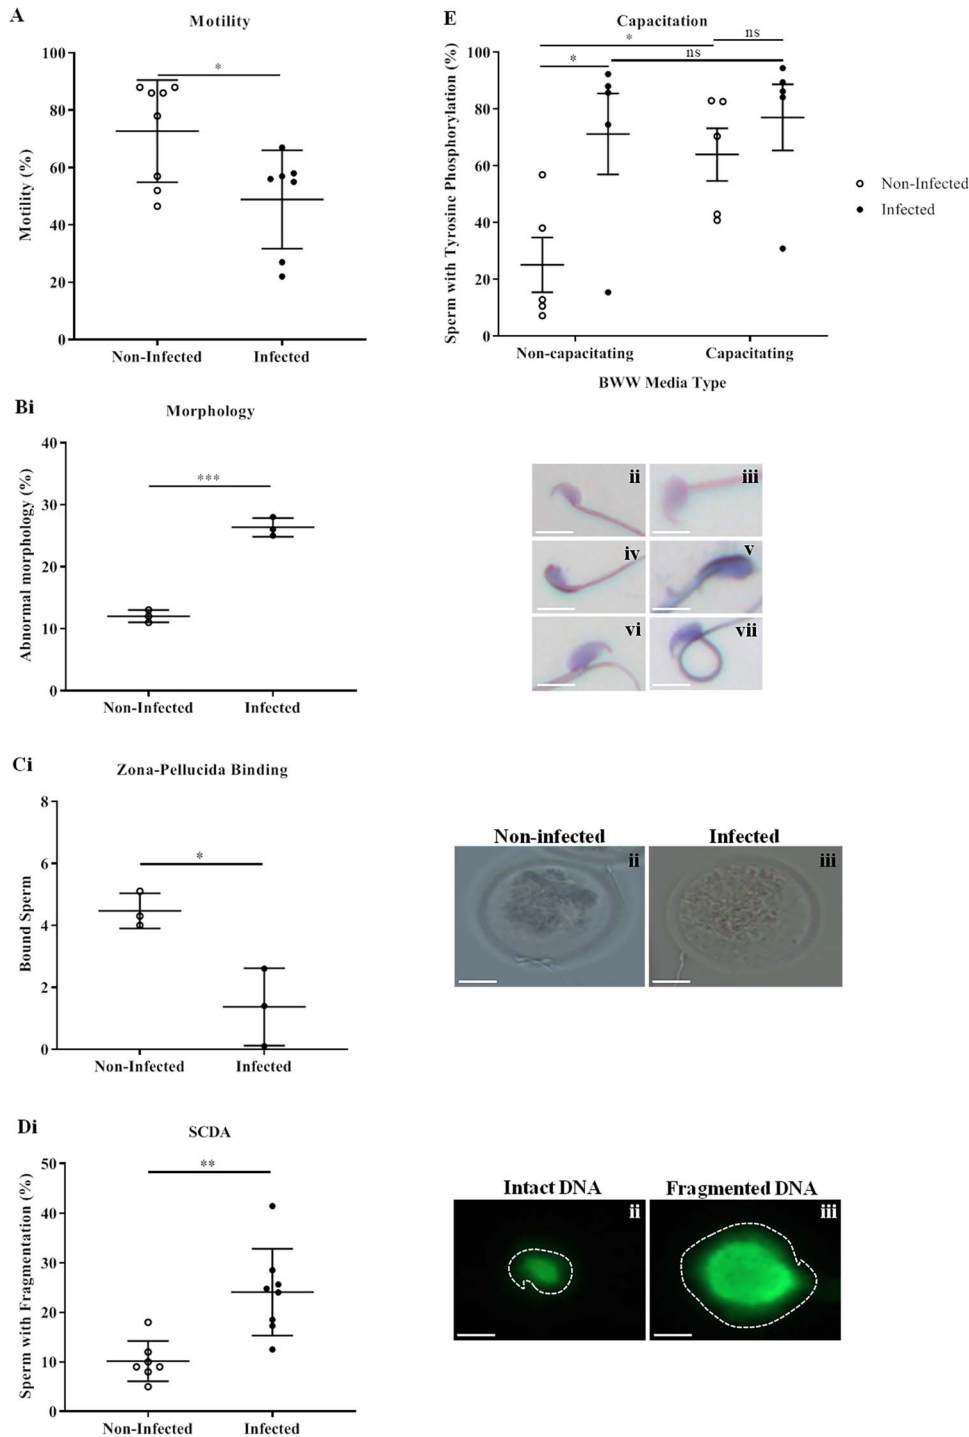 A
Motility
Motility (%)
100
80
60
40
20
0
*
Non-Infected
Infected
E
Capacitation
Sperm with Tyrosine Phosphorylation (%)
100
80
60
40
20
0
*
*
ns
ns
Non-capacitating
Capacitating
BWW Media Type
Non-Infected
Infected
Bi
Morphology
Abnormal morphology (%)
40
30
20
10
0
***
Non-Infected
Infected
ii
iii
iv
v
vi
vii
Ci
Zona-Pellucida Binding
Bound Sperm
8
6
4
2
0
*
Non-Infected
Infected
Non-infected
Infected
ii
iii
Di
SCDA
Sperm with Fragmentation (%)
50
40
30
20
10
0
**
Non-Infected
Infected
Intact DNA
Fragmented DNA
ii
iii